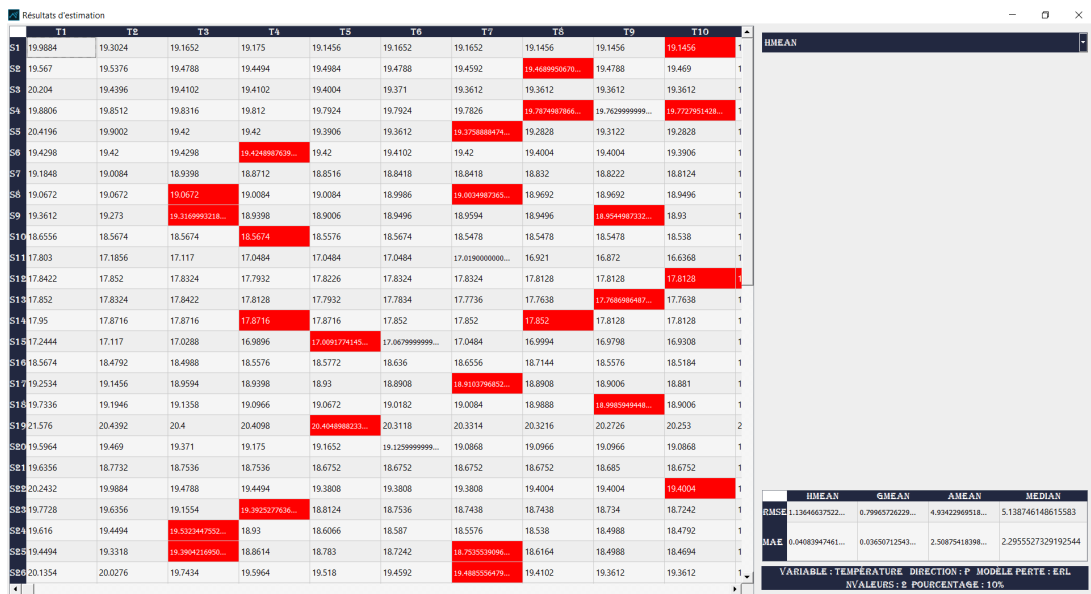 Résultats d'estimation
T1 T2 T3 T4 T5 T6 T7 T8 T9 T10
S1 19.9884 19.3024 19.1652 19.175 19.1456 19.1652 19.1652 19.1456 19.1456 19.1456 1
S2 19.567 19.5376 19.4788 19.4494 19.4984 19.4788 19.4592 19.4689950670... 19.4788 19.469 1
S3 20.204 19.4396 19.4102 19.4102 19.4004 19.371 19.3612 19.3612 19.3612 19.3612 1
S4 19.8806 19.8512 19.8316 19.812 19.7924 19.7924 19.7826 19.7874987866... 19.7629999999... 19.7727951428... 1
S5 20.4196 19.9002 19.42 19.42 19.3906 19.3612 19.3758888474... 19.2828 19.3122 19.2828 1
S6 19.4298 19.42 19.4298 19.4248987639... 19.42 19.4102 19.42 19.4004 19.4004 19.3906 1
S7 19.1848 19.0084 18.9398 18.8712 18.8516 18.8418 18.8418 18.832 18.8222 18.8124 1
S8 19.0672 19.0672 19.0672 19.0084 19.0084 18.9986 19.0034987365... 18.9692 18.9692 18.9496 1
S9 19.3612 19.273 19.3169993218... 18.9398 18.9006 18.9496 18.9594 18.9496 18.9544987332... 18.93 1
S10 18.6556 18.5674 18.5674 18.5674 18.5576 18.5674 18.5478 18.5478 18.5478 18.538 1
S11 17.803 17.1856 17.117 17.0484 17.0484 17.0484 17.0190000000... 16.921 16.872 16.6368 1
S12 17.8422 17.852 17.8324 17.7932 17.8226 17.8324 17.8324 17.8128 17.8128 17.8128 1
S13 17.852 17.8324 17.8422 17.8128 17.7932 17.7834 17.7736 17.7638 17.7686986487... 17.7638 1
S14 17.95 17.8716 17.8716 17.8716 17.8716 17.852 17.852 17.852 17.8128 17.8128 1
S15 17.2444 17.117 17.0288 16.9896 17.0091774145... 17.0679999999... 17.0484 16.9994 16.9798 16.9308 1
S16 18.5674 18.4792 18.4988 18.5576 18.5772 18.636 18.6556 18.7144 18.5576 18.5184 1
S17 19.2534 19.1456 18.9594 18.9398 18.93 18.8908 18.9103796852... 18.8908 18.9006 18.881 1
S18 19.7336 19.1946 19.1358 19.0966 19.0672 19.0182 19.0084 18.9888 18.9985949448... 18.9006 1
S19 21.576 20.4392 20.4 20.4098 20.4048988233... 20.3118 20.3314 20.3216 20.2726 20.253 2
S20 19.5964 19.469 19.371 19.175 19.1652 19.1259999999... 19.0868 19.0966 19.0966 19.0868 1
S21 19.6356 18.7732 18.7536 18.7536 18.6752 18.6752 18.6752 18.6752 18.685 18.6752 1
S22 20.2432 19.9884 19.4788 19.4494 19.3808 19.3808 19.3808 19.4004 19.4004 19.4004 1
S23 19.7728 19.6356 19.1554 19.3925277636... 18.8124 18.7536 18.7438 18.7438 18.734 18.7242 1
S24 19.616 19.4494 19.5323447552... 18.93 18.6066 18.587 18.5576 18.538 18.4988 18.4792 1
S25 19.4494 19.3318 19.3904216950... 18.8614 18.783 18.7242 18.7535539096... 18.6164 18.4988 18.4694 1
S26 20.1354 20.0276 19.7434 19.5964 19.518 19.4592 19.4885556479... 19.4102 19.3612 19.3612 1
HMEAN
HMEAN GMEAN AMEAN MEDIAN
RMSE 1.13646637522... 0.79965726229... 4.93422969518... 5.138746148615583
MAE 0.04083947461... 0.03650712543... 2.50875418398... 2.2955527329192544
VARIABLE : TEMPÉRATURE DIRECTION : P MODÈLE PERTE : ERL
NVALEURS : 2 POURCENTAGE : 10%